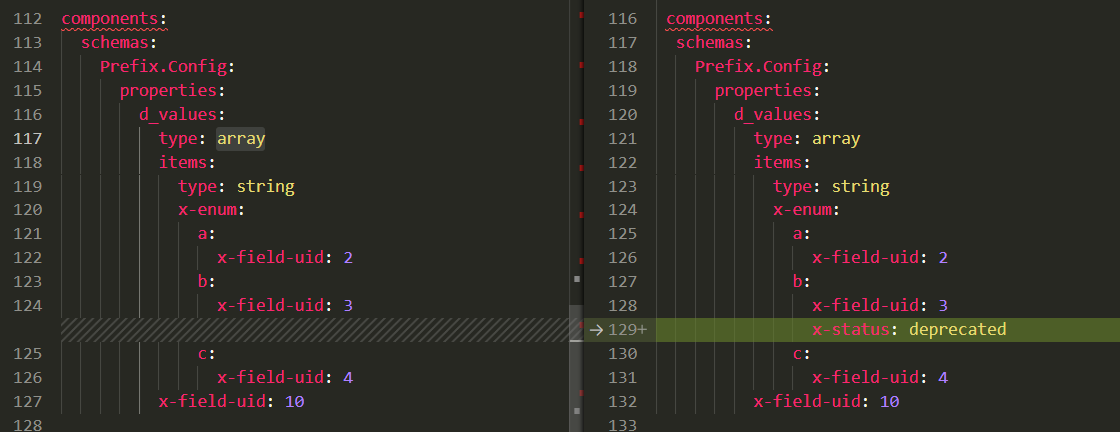 112 components:
113   schemas:
114     Prefix.Config:
115       properties:
116         d_values:
117           type: array
118           items:
119             type: string
120             x-enum:
121               a:
122                 x-field-uid: 2
123               b:
124                 x-field-uid: 3
125               c:
126                 x-field-uid: 4
127           x-field-uid: 10
128
116 components:
117   schemas:
118     Prefix.Config:
119       properties:
120         d_values:
121           type: array
122           items:
123             type: string
124             x-enum:
125               a:
126                 x-field-uid: 2
127               b:
128                 x-field-uid: 3
→ 129+                 x-status: deprecated
130               c:
131                 x-field-uid: 4
132           x-field-uid: 10
133